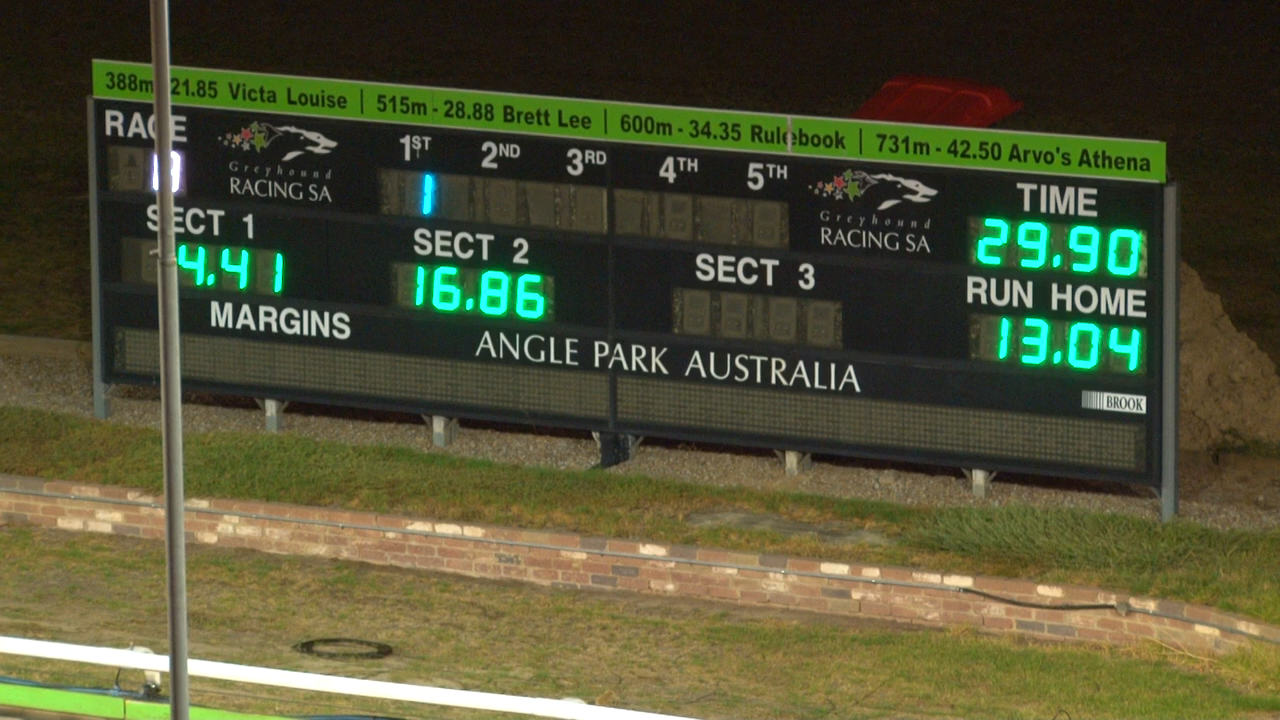 388m 21.85 Victa Louise | 515m - 28.88 Brett Lee | 600m - 34.35 Rulebook | 731m - 42.50 Arvo's Athena
RACE
Greyhound
RACING SA
1ST 2ND 3RD 4TH 5TH
1
Greyhound
RACING SA
TIME
29.90
SECT 1
4.41
SECT 2
16.86
SECT 3
RUN HOME
13.04
MARGINS
ANGLE PARK AUSTRALIA
BROOK